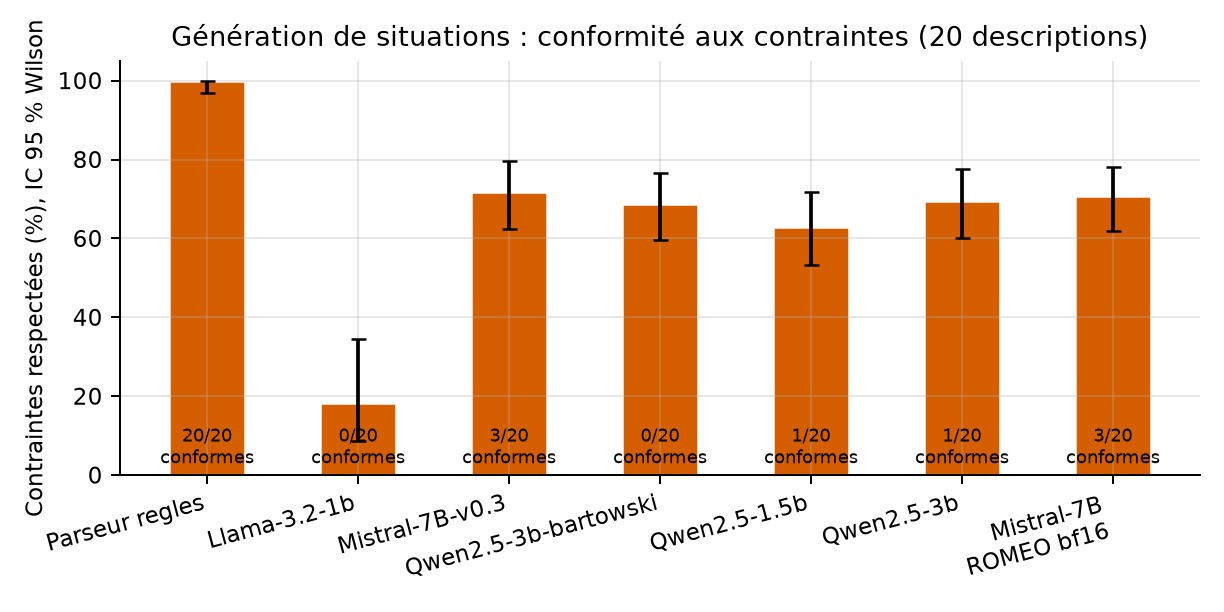 Génération de situations : conformité aux contraintes (20 descriptions)
Contraintes respectées (%), IC 95 % Wilson
100
80
60
40
20
0
20/20
conformes
0/20
conformes
3/20
conformes
0/20
conformes
1/20
conformes
1/20
conformes
3/20
conformes
Parseur regles
Llama-3.2-1b
Mistral-7B-v0.3
Qwen2.5-3b-bartowski
Qwen2.5-1.5b
Qwen2.5-3b
Mistral-7B
ROMEO bf16